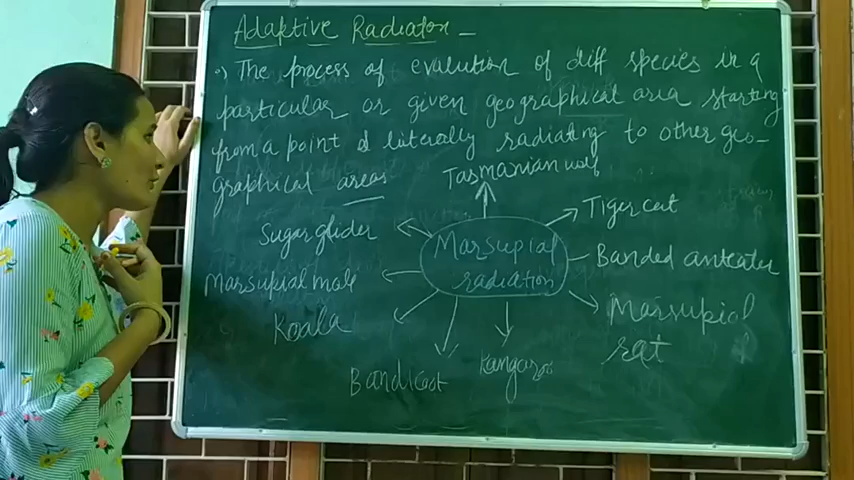 Adaptive Radiaton -
•) The process of evalution of diff species in a
particular or given geographical area starting
from a point & literally radiating to other geo-
graphical areas
Tasmanian wolf
Sugar glider
Tiger cat
Marsupial
radiation
Banded anteater
Marsupial mole
Koala
Marsupial
rat
Bandicoot
Kangaroo